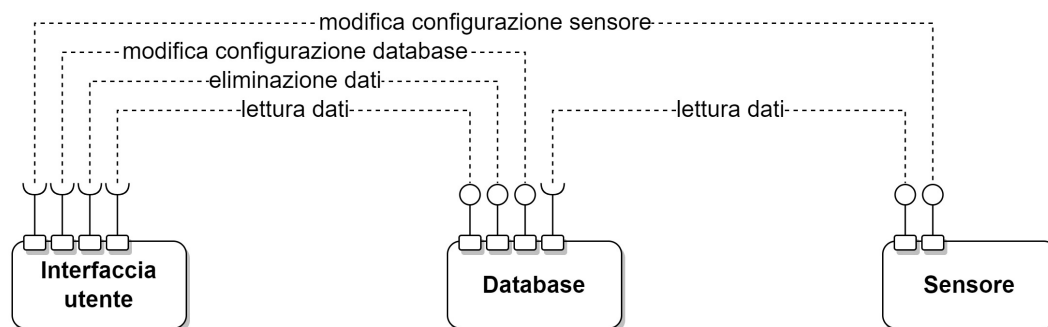 modifica configurazione sensore
modifica configurazione database
eliminazione dati
lettura dati
lettura dati
Interfaccia
utente
Database
Sensore